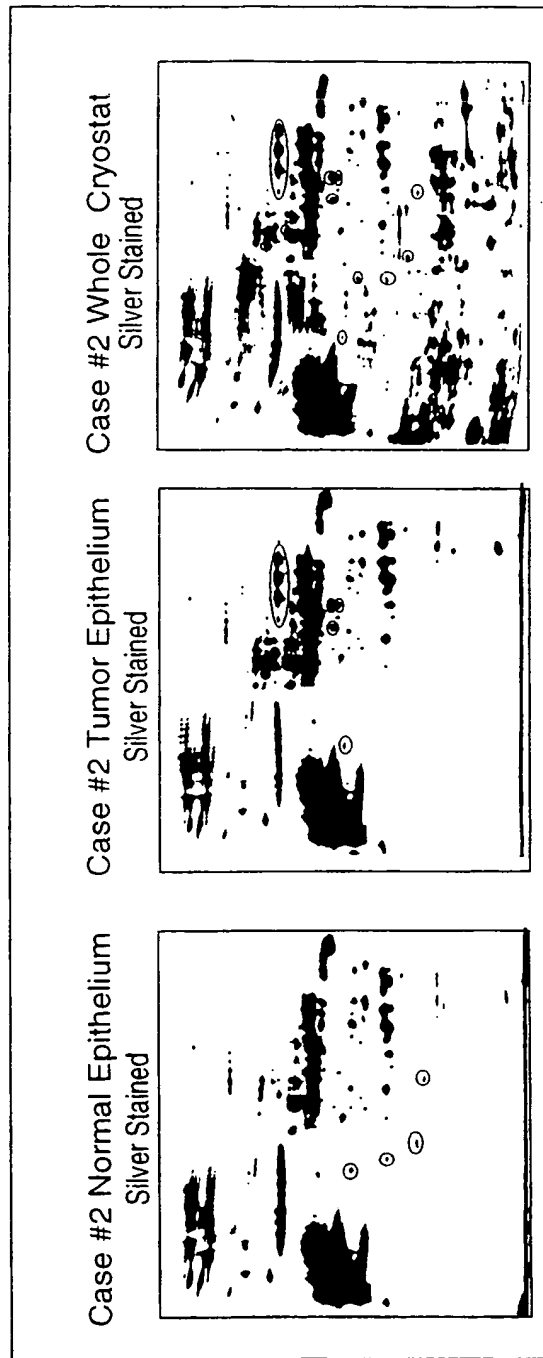 Case #2 Normal Epithelium
Silver Stained
Case #2 Tumor Epithelium
Silver Stained
Case #2 Whole Cryostat
Silver Stained